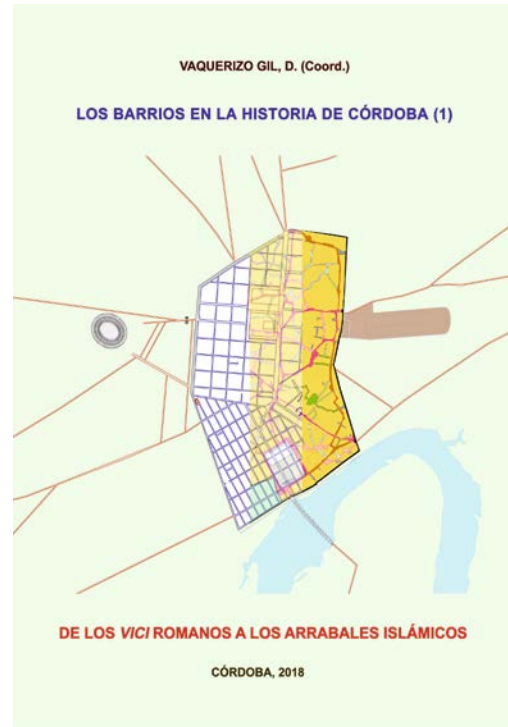 VAQUERIZO GIL, D. (Coord.)
LOS BARRIOS EN LA HISTORIA DE CÓRDOBA (1)
DE LOS VICI ROMANOS A LOS ARRABALES ISLÁMICOS
CÓRDOBA, 2018